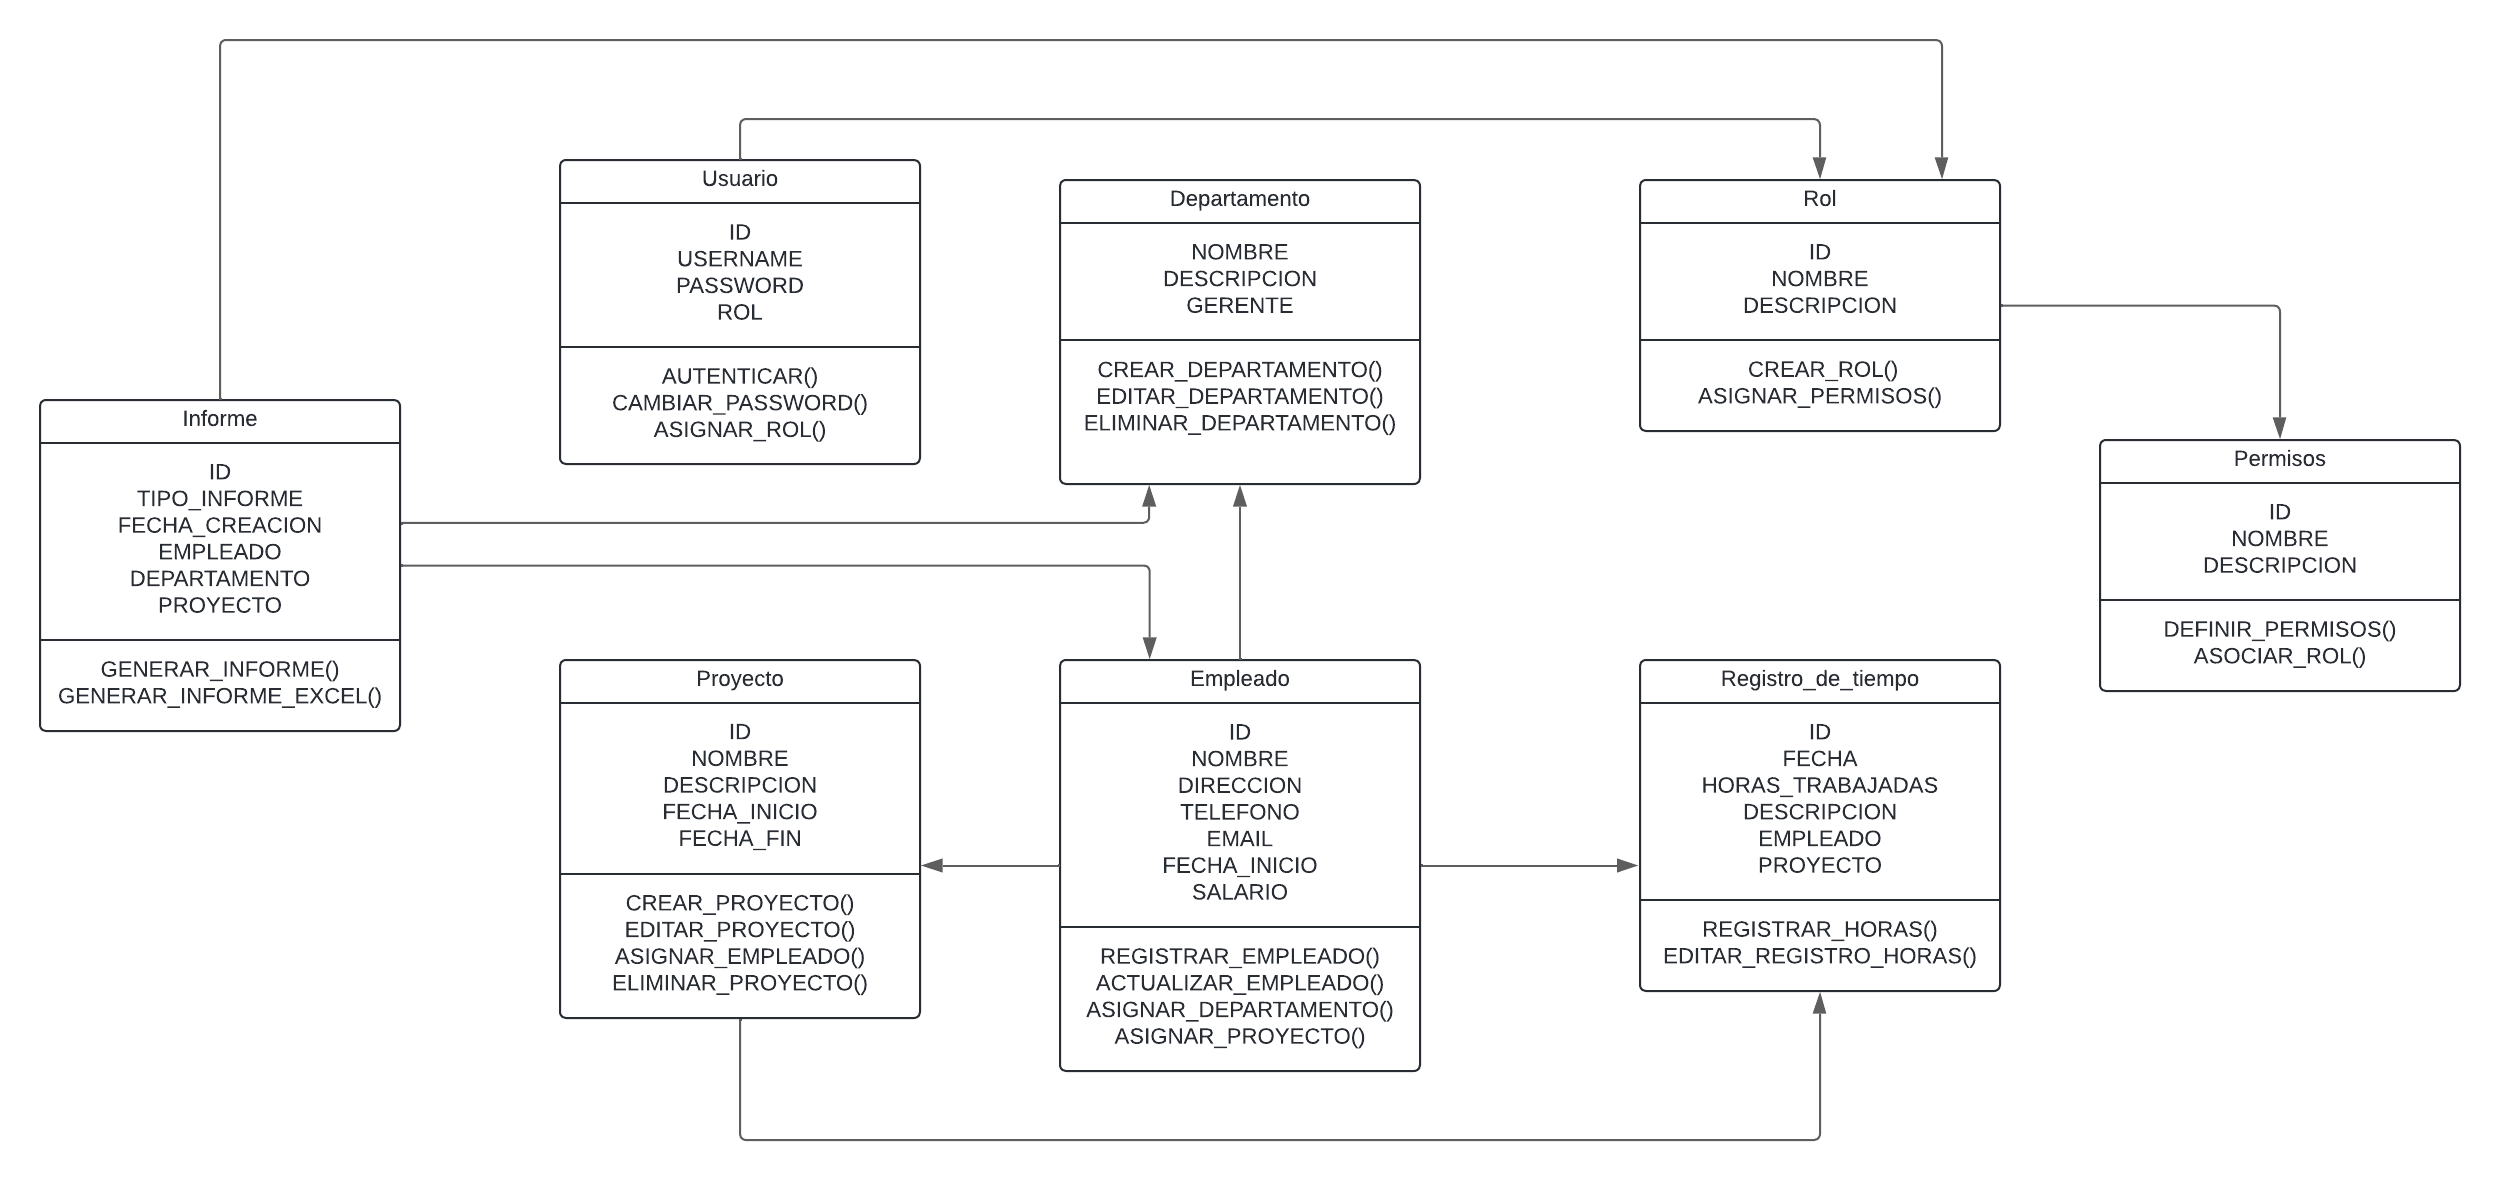 Usuario
ID
USERNAME
PASSWORD
ROL
AUTENTICAR()
CAMBIAR_PASSWORD()
ASIGNAR_ROL()
Departamento
NOMBRE
DESCRIPCION
GERENTE
CREAR_DEPARTAMENTO()
EDITAR_DEPARTAMENTO()
ELIMINAR_DEPARTAMENTO()
Rol
ID
NOMBRE
DESCRIPCION
CREAR_ROL()
ASIGNAR_PERMISOS()
Informe
ID
TIPO_INFORME
FECHA_CREACION
EMPLEADO
DEPARTAMENTO
PROYECTO
GENERAR_INFORME()
GENERAR_INFORME_EXCEL()
Permisos
ID
NOMBRE
DESCRIPCION
DEFINIR_PERMISOS()
ASOCIAR_ROL()
Proyecto
ID
NOMBRE
DESCRIPCION
FECHA_INICIO
FECHA_FIN
CREAR_PROYECTO()
EDITAR_PROYECTO()
ASIGNAR_EMPLEADO()
ELIMINAR_PROYECTO()
Empleado
ID
NOMBRE
DIRECCION
TELEFONO
EMAIL
FECHA_INICIO
SALARIO
REGISTRAR_EMPLEADO()
ACTUALIZAR_EMPLEADO()
ASIGNAR_DEPARTAMENTO()
ASIGNAR_PROYECTO()
Registro_de_tiempo
ID
FECHA
HORAS_TRABAJADAS
DESCRIPCION
EMPLEADO
PROYECTO
REGISTRAR_HORAS()
EDITAR_REGISTRO_HORAS()